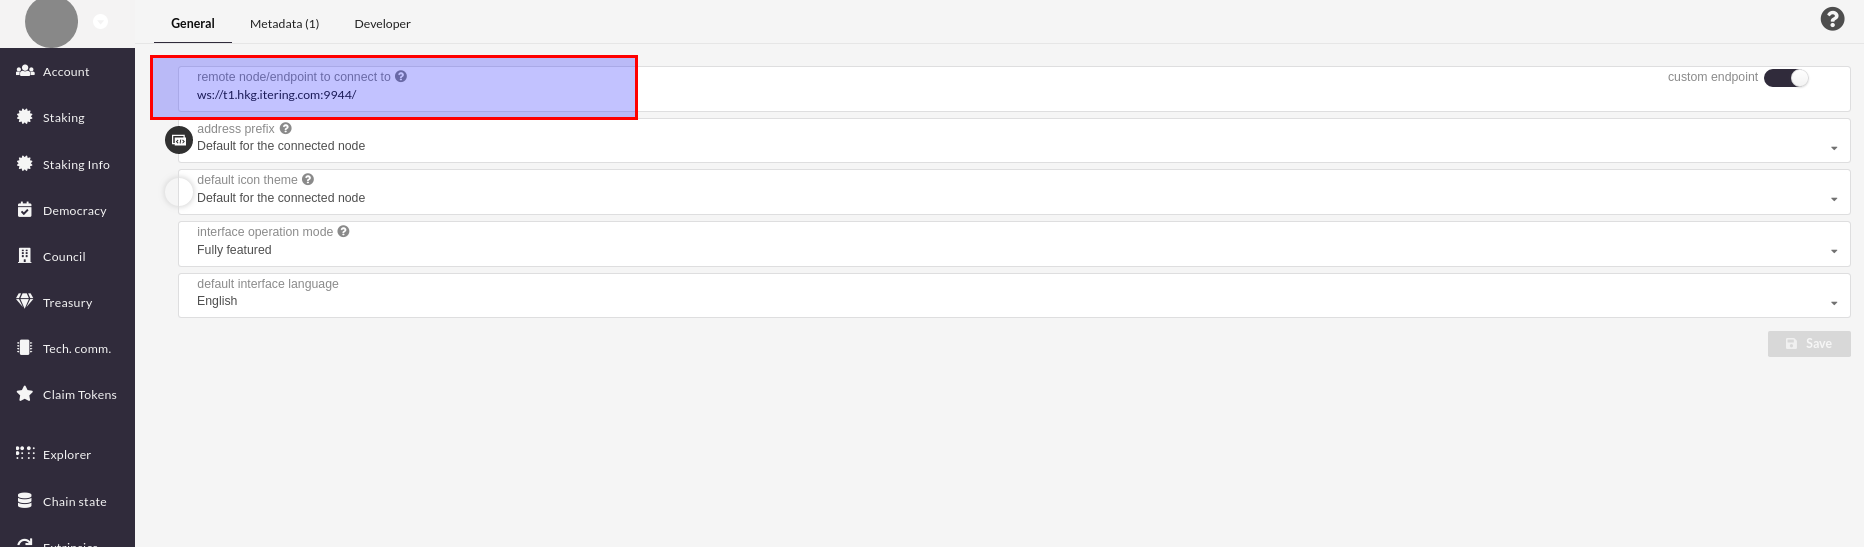 General
Metadata (1)
Developer
Account
Staking
Staking Info
Democracy
Council
Treasury
Tech. comm.
Claim Tokens
Explorer
Chain state
remote node/endpoint to connect to
ws://t1.hkg.itering.com:9944/
custom endpoint
address prefix
Default for the connected node
default icon theme
Default for the connected node
interface operation mode
Fully featured
default interface language
English
Save